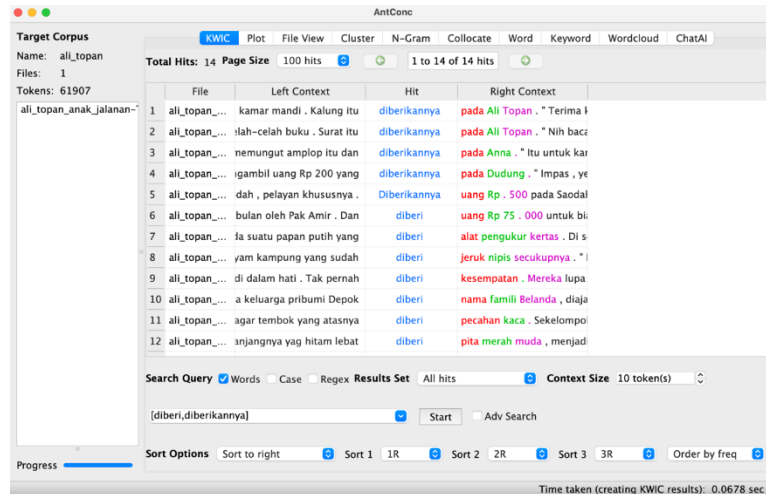 AntConc
Target Corpus
Name: ali_topan
Files: 1
Tokens: 61907
ali_topan_anak_jalanan-
Progress
KWIC Plot File View Cluster N-Gram Collocate Word Keyword Wordcloud ChatAI
Total Hits: 14 Page Size 100 hits 1 to 14 of 14 hits
File Left Context Hit Right Context
1 ali_topan_... kamar mandi . Kalung itu diberikannya pada Ali Topan . " Terima
2 ali_topan_... elah-celah buku . Surat itu diberikannya pada Ali Topan . " Nih baca
3 ali_topan_... memungut amplop itu dan diberikannya pada Anna . " Itu untuk kar
4 ali_topan_... ngambil uang Rp 200 yang diberikannya pada Dudung . " Impas , ye
5 ali_topan_... dah , pelayan khususnya . Diberikannya uang Rp . 500 pada Saodal
6 ali_topan_... bulan oleh Pak Amir . Dan diberi uang Rp 75 . 000 untuk bi
7 ali_topan_... da suatu papan putih yang diberi alat pengukur kertas . Di s
8 ali_topan_... yam kampung yang sudah diberi jeruk nipis secukupnya . "
9 ali_topan_... di dalam hati . Tak pernah diberi kesempatan . Mereka lupa
10 ali_topan_... a keluarga pribumi Depok diberi nama famili Belanda , diaja
11 ali_topan_... agar tembok yang atasnya diberi pecahan kaca . Sekelompo
12 ali_topan_... anjangnya yag hitam lebat diberi pita merah muda , menjadi
Search Query Words Case Regex Results Set All hits Context Size 10 token(s)
[diberi,diberikannya] Start Adv Search
Sort Options Sort to right Sort 1 1R Sort 2 2R Sort 3 3R Order by freq
Time taken (creating KWIC results): 0.0678 sec